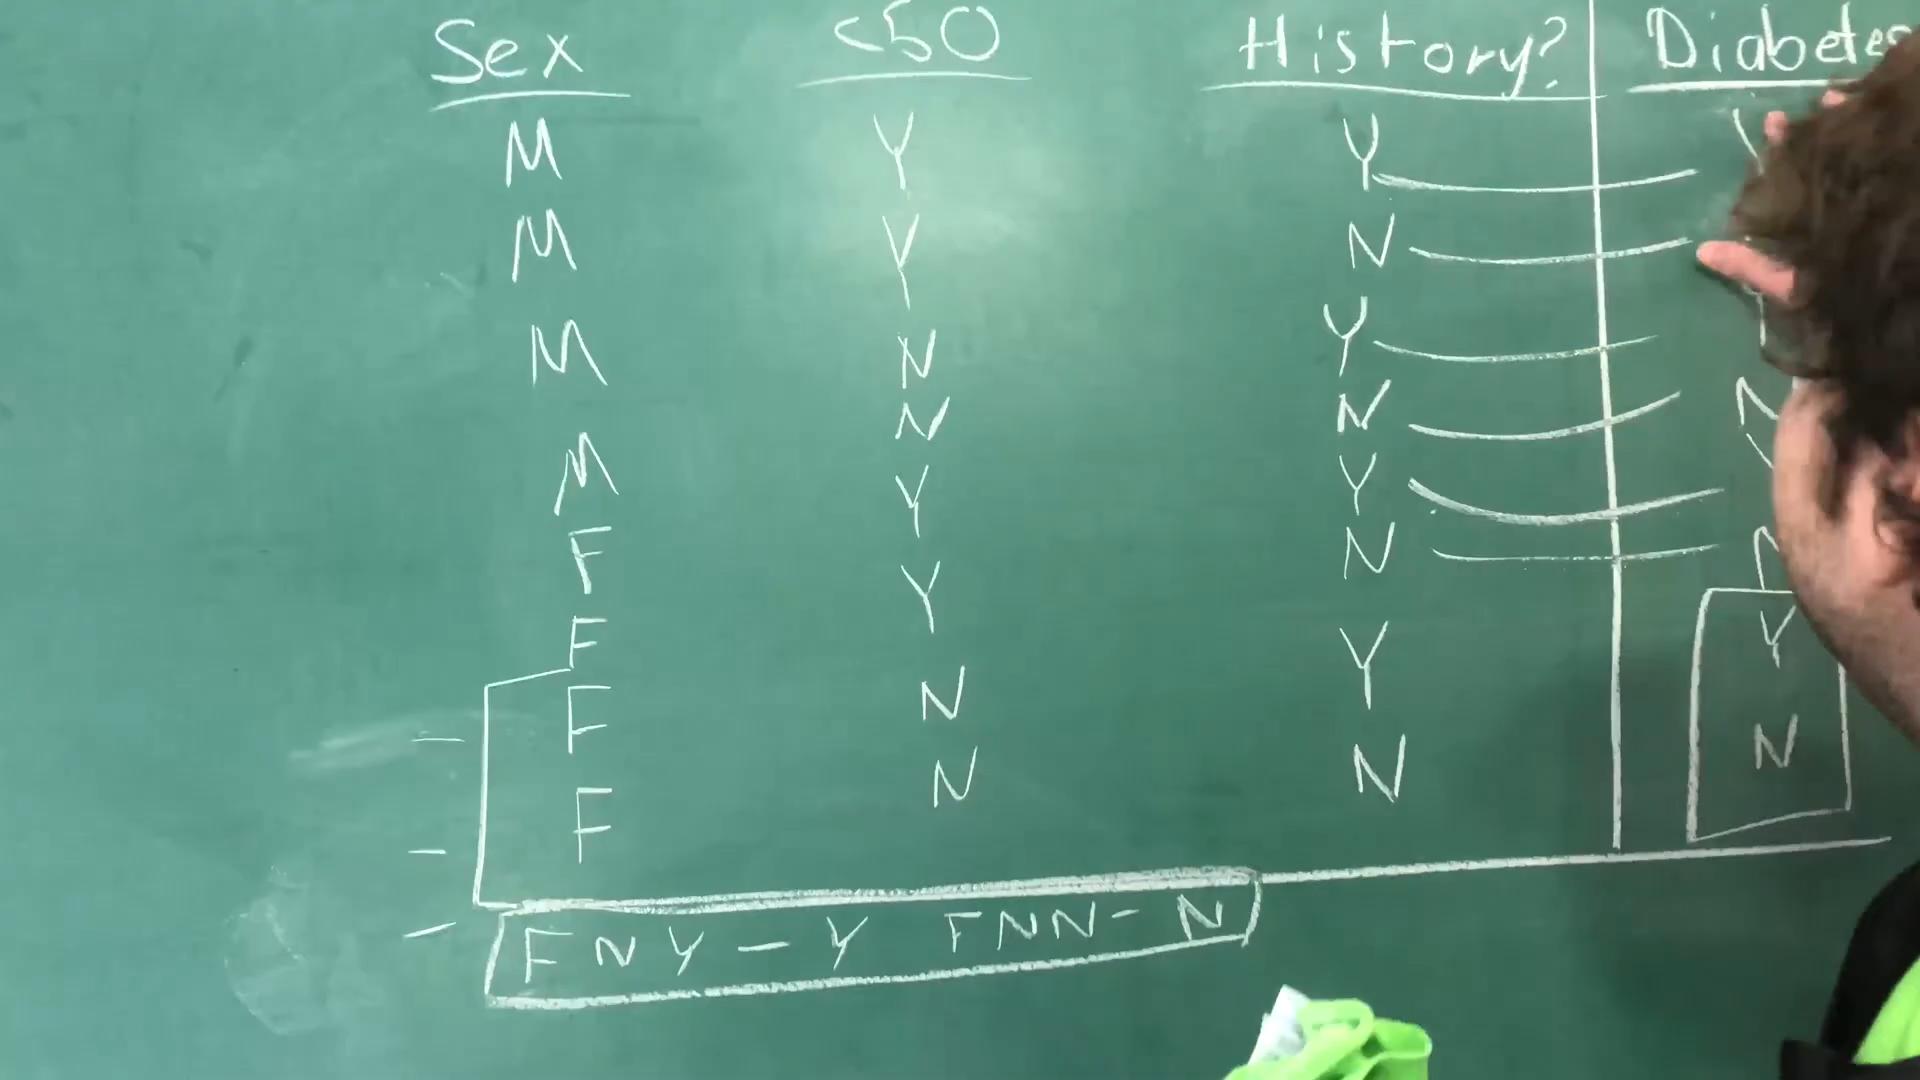 Sex <50 History? Diabetes
M Y Y Y
M Y N
M N Y Y
M N N N
F Y Y
F Y N N
F N Y Y
F N N N
F N Y - Y F N N - N